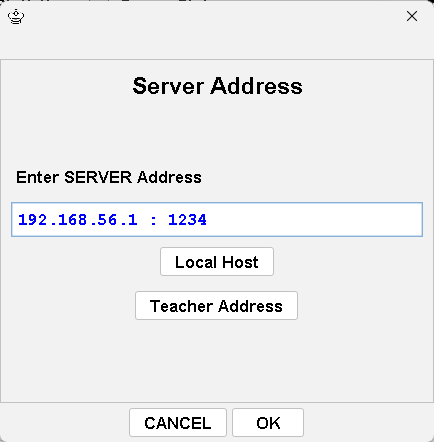 Server Address
Enter SERVER Address
192.168.56.1 : 1234
Local Host
Teacher Address
CANCEL
OK